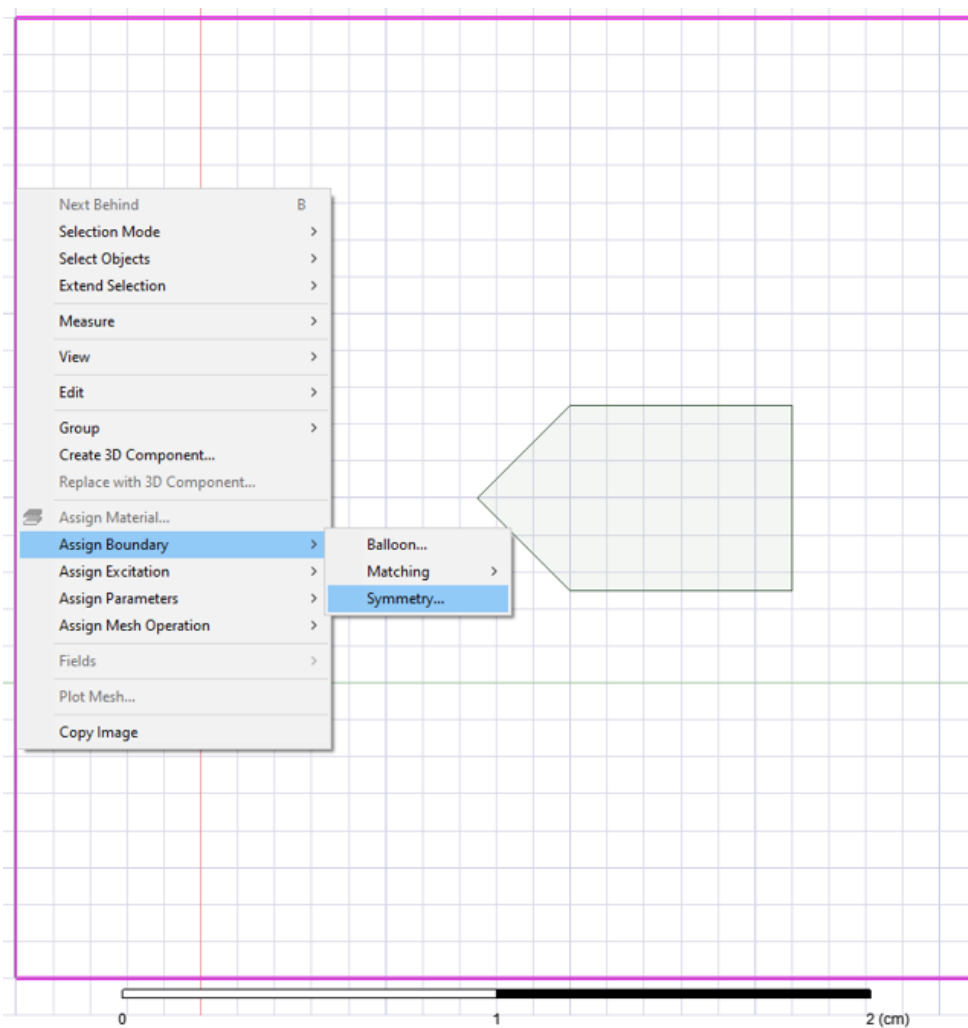 Next Behind B
Selection Mode
Select Objects
Extend Selection
Measure
View
Edit
Group
Create 3D Component...
Replace with 3D Component...
Assign Material...
Assign Boundary
Balloon...
Assign Excitation
Matching
Assign Parameters
Symmetry...
Assign Mesh Operation
Fields
Plot Mesh...
Copy Image
0 1 2 (cm)